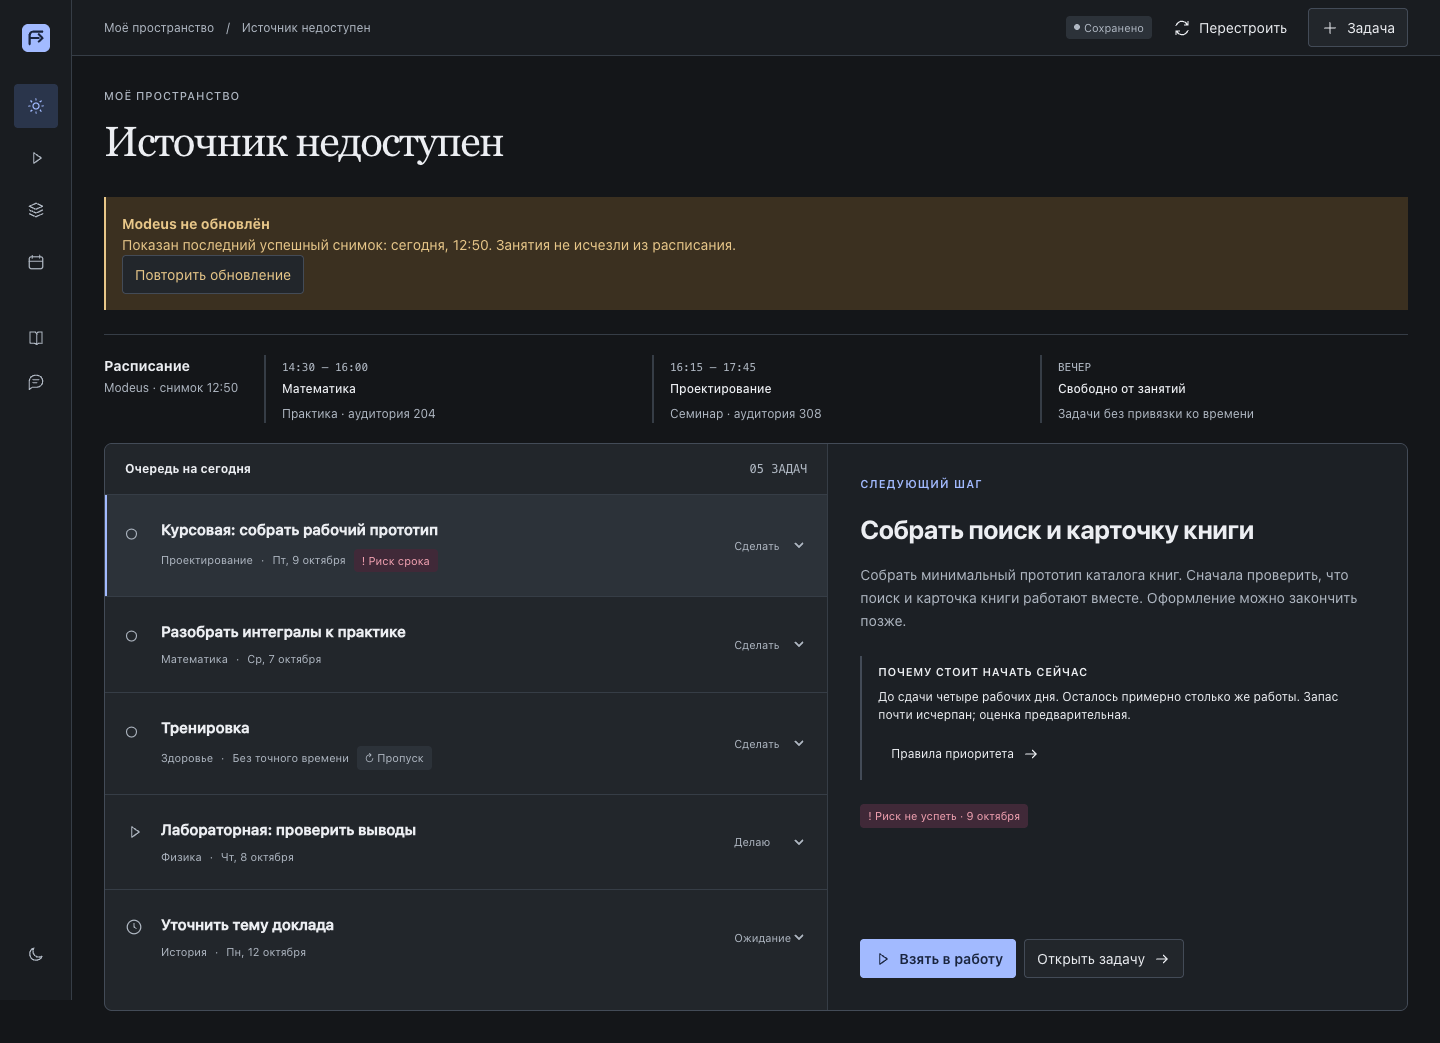 Моё пространство / Источник недоступен
Сохранено
Перестроить
Задача
МОЁ ПРОСТРАНСТВО
Источник недоступен
Modeus не обновлён
Показан последний успешный снимок: сегодня, 12:50. Занятия не исчезли из расписания.
Повторить обновление
Расписание
Modeus · снимок 12:50
14:30 — 16:00
Математика
Практика · аудитория 204
16:15 — 17:45
Проектирование
Семинар · аудитория 308
ВЕЧЕР
Свободно от занятий
Задачи без привязки ко времени
Очередь на сегодня
05 ЗАДАЧ
Курсовая: собрать рабочий прототип
Проектирование · Пт, 9 октября ! Риск срока
Сделать
Разобрать интегралы к практике
Математика · Ср, 7 октября
Сделать
Тренировка
Здоровье · Без точного времени ↻ Пропуск
Сделать
Лабораторная: проверить выводы
Физика · Чт, 8 октября
Делаю
Уточнить тему доклада
История · Пн, 12 октября
Ожидание
СЛЕДУЮЩИЙ ШАГ
Собрать поиск и карточку книги
Собрать минимальный прототип каталога книг. Сначала проверить, что
поиск и карточка книги работают вместе. Оформление можно закончить
позже.
ПОЧЕМУ СТОИТ НАЧАТЬ СЕЙЧАС
До сдачи четыре рабочих дня. Осталось примерно столько же работы. Запас
почти исчерпан; оценка предварительная.
Правила приоритета →
! Риск не успеть · 9 октября
Взять в работу
Открыть задачу →